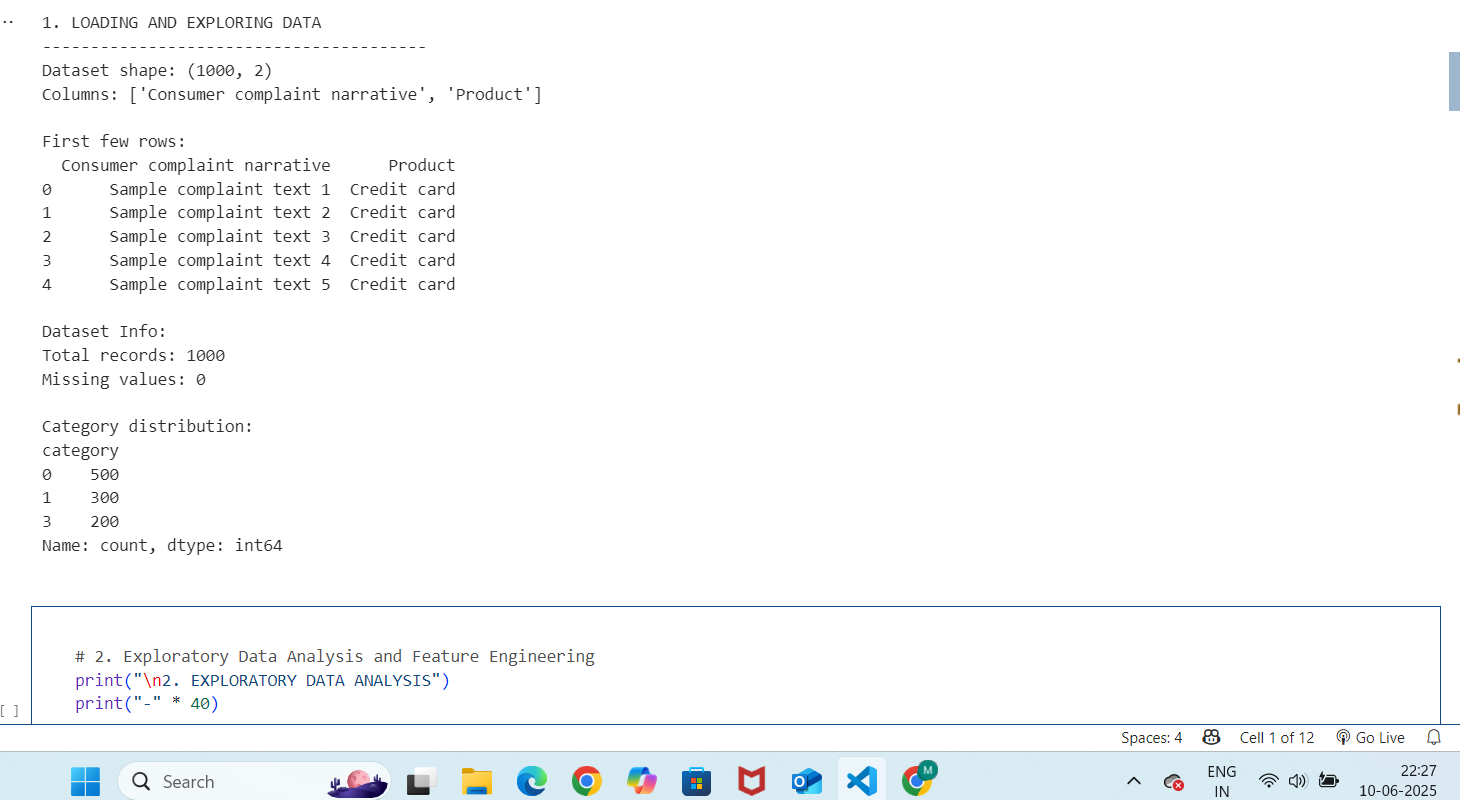 1. LOADING AND EXPLORING DATA
----------------------------------------
Dataset shape: (1000, 2)
Columns: ['Consumer complaint narrative', 'Product']
First few rows:
  Consumer complaint narrative      Product
0      Sample complaint text 1  Credit card
1      Sample complaint text 2  Credit card
2      Sample complaint text 3  Credit card
3      Sample complaint text 4  Credit card
4      Sample complaint text 5  Credit card
Dataset Info:
Total records: 1000
Missing values: 0
Category distribution:
category
0    500
1    300
3    200
Name: count, dtype: int64
# 2. Exploratory Data Analysis and Feature Engineering
print("\n2. EXPLORATORY DATA ANALYSIS")
print("-" * 40)
[ ]
Spaces: 4 Cell 1 of 12 Go Live
Search
M
ENG
IN
22:27
10-06-2025